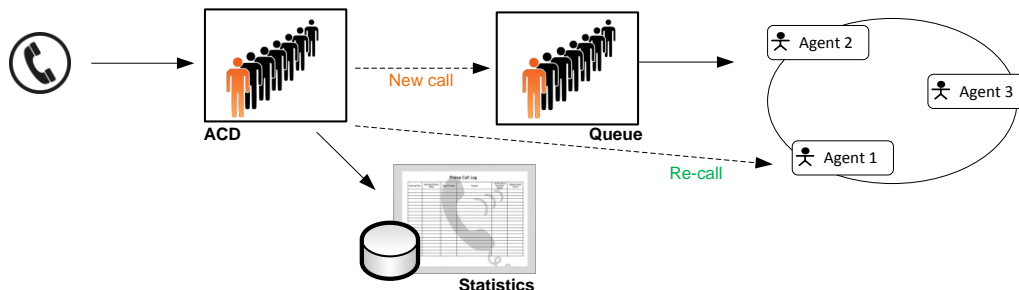 Agent 2
New call
Agent 3
ACD
Queue
Agent 1
Re-call
Phone Call Log
Statistics